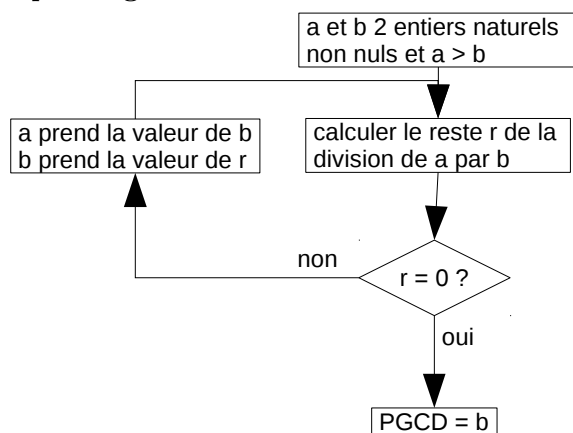 a et b 2 entiers naturels
non nuls et a > b
a prend la valeur de b
b prend la valeur de r
calculer le reste r de la
division de a par b
non
r = 0 ?
oui
PGCD = b